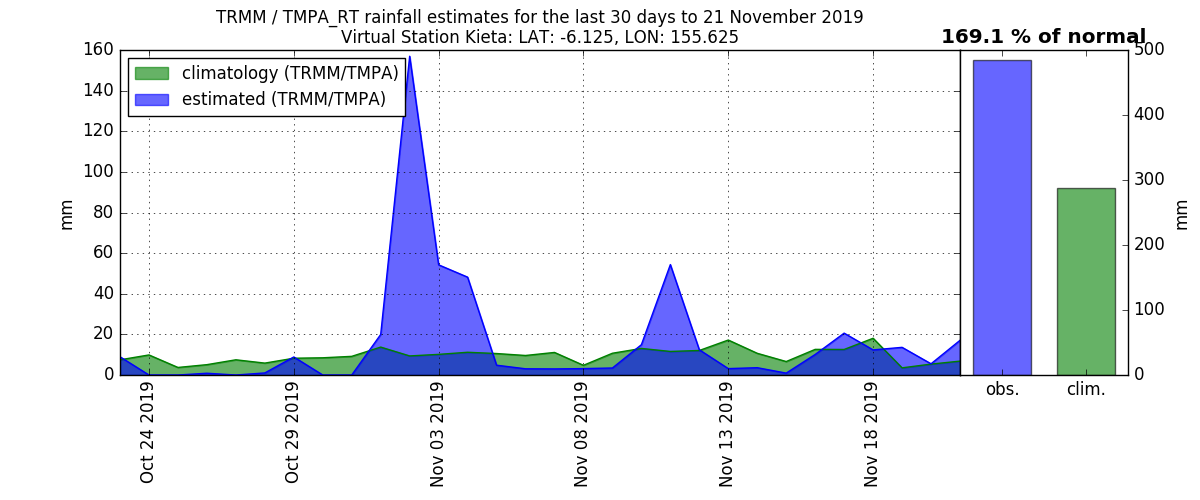 TRMM / TMPA_RT rainfall estimates for the last 30 days to 21 November 2019
Virtual Station Kieta: LAT: -6.125, LON: 155.625
169.1 % of normal
climatology (TRMM/TMPA)
estimated (TRMM/TMPA)
160
140
120
100
80
60
40
20
0
mm
Oct 24 2019
Oct 29 2019
Nov 03 2019
Nov 08 2019
Nov 13 2019
Nov 18 2019
500
400
300
200
100
0
mm
obs.
clim.